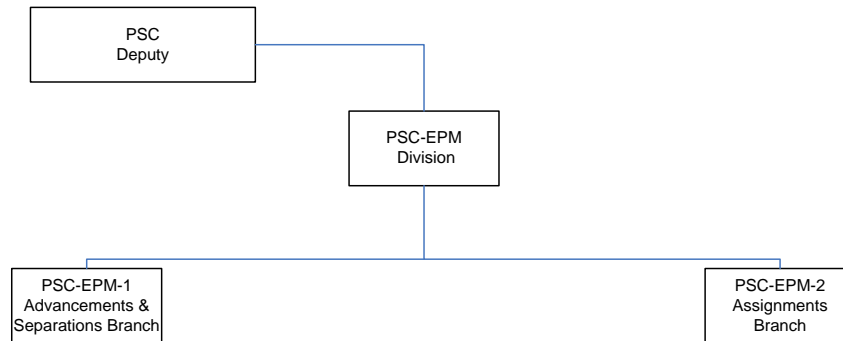 PSC
Deputy
PSC-EPM
Division
PSC-EPM-1
Advancements &
Separations Branch
PSC-EPM-2
Assignments
Branch